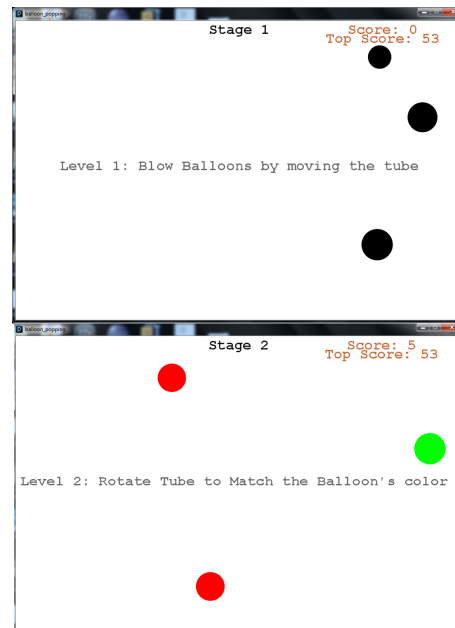 balloon_popping
Stage 1
Score: 0
Top Score: 53
Level 1: Blow Balloons by moving the tube
balloon_popping
Stage 2
Score: 5
Top Score: 53
Level 2: Rotate Tube to Match the Balloon's color